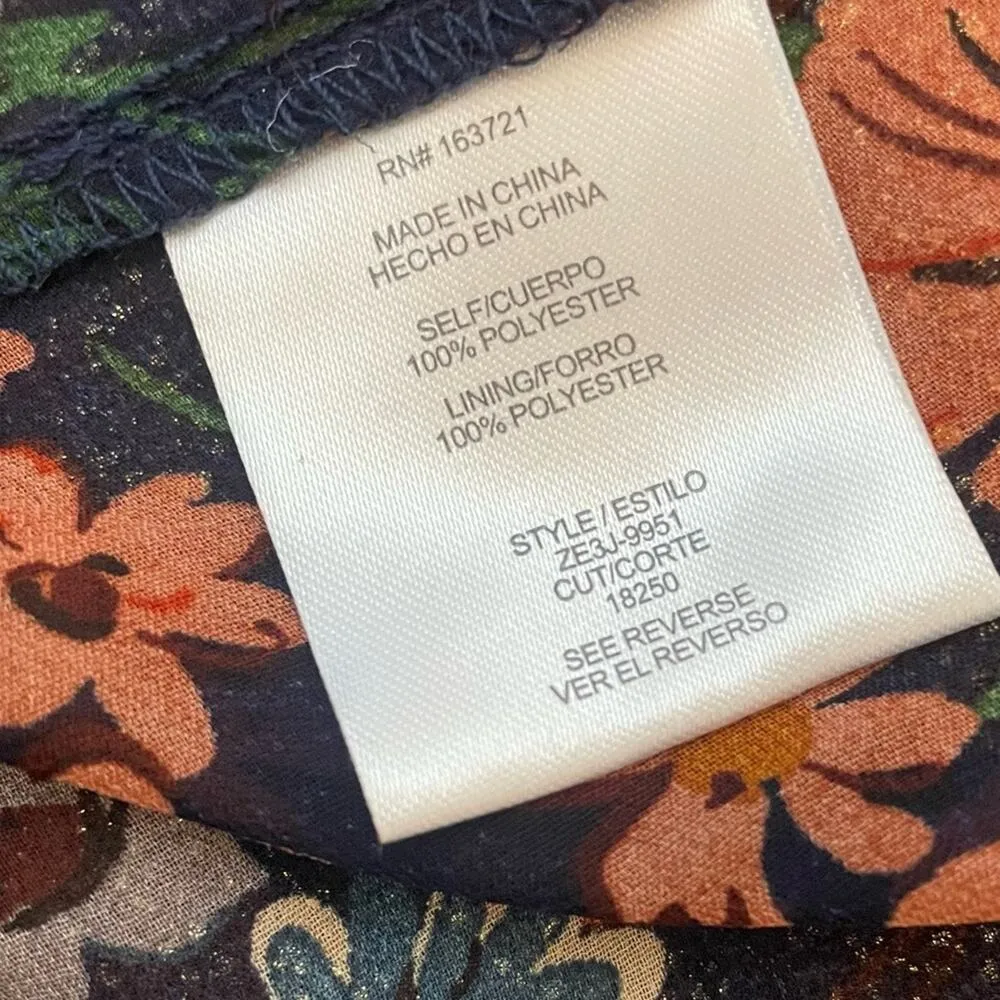 RN# 163721
MADE IN CHINA
HECHO EN CHINA
SELF/CUERPO
100% POLYESTER
LINING/FORRO
100% POLYESTER
STYLE / ESTILO
ZE3J-9951
CUT/CORTE
18250
SEE REVERSE
VER EL REVERSO